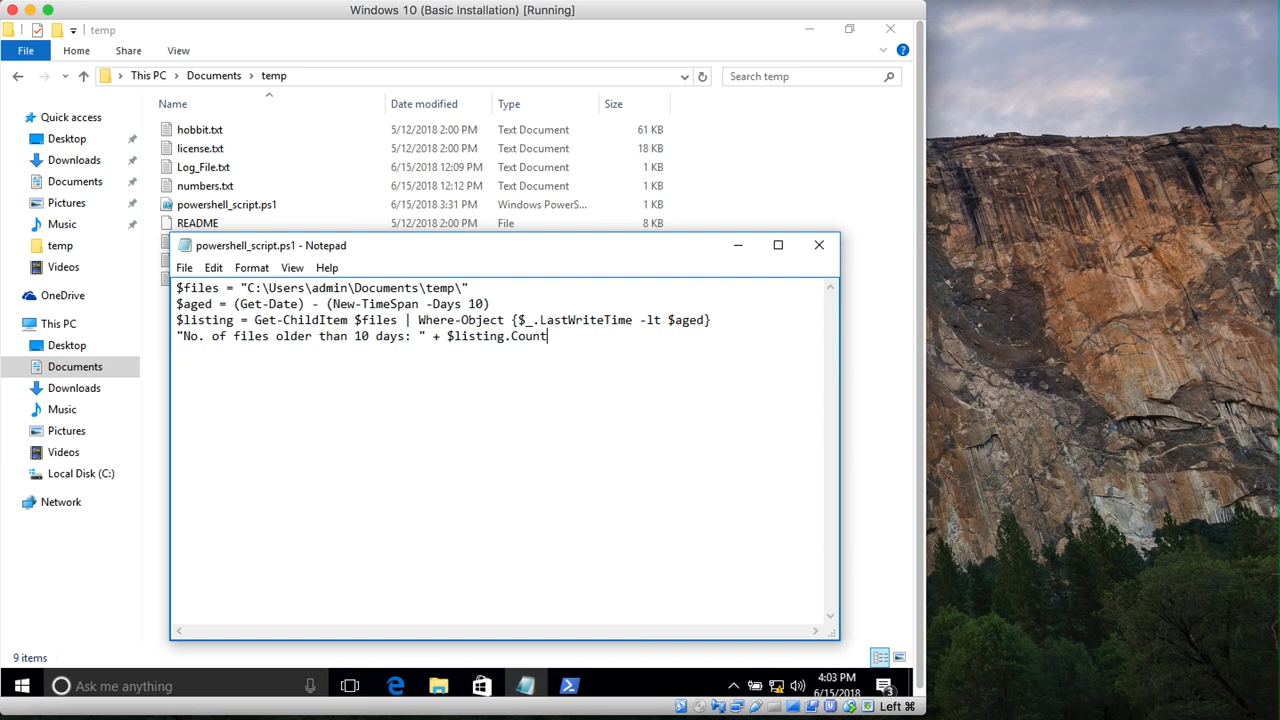 Windows 10 (Basic Installation) [Running]
temp
File Home Share View
This PC Documents temp
Search temp
Name Date modified Type Size
Quick access
Desktop
Downloads
Documents
Pictures
Music
temp
Videos
OneDrive
This PC
Desktop
Documents
Downloads
Music
Pictures
Videos
Local Disk (C:)
Network
hobbit.txt 5/12/2018 2:00 PM Text Document 61 KB
license.txt 5/12/2018 2:00 PM Text Document 18 KB
Log_File.txt 6/15/2018 12:09 PM Text Document 1 KB
numbers.txt 6/15/2018 12:12 PM Text Document 1 KB
powershell_script.ps1 6/15/2018 3:31 PM Windows PowerS... 1 KB
README 5/12/2018 2:00 PM File 8 KB
powershell_script.ps1 - Notepad
File Edit Format View Help
$files = "C:\Users\admin\Documents\temp\"
$aged = (Get-Date) - (New-TimeSpan -Days 10)
$listing = Get-ChildItem $files | Where-Object {$_.LastWriteTime -lt $aged}
"No. of files older than 10 days: " + $listing.Count
9 items
Ask me anything
4:03 PM
6/15/2018
3
Left ⌘